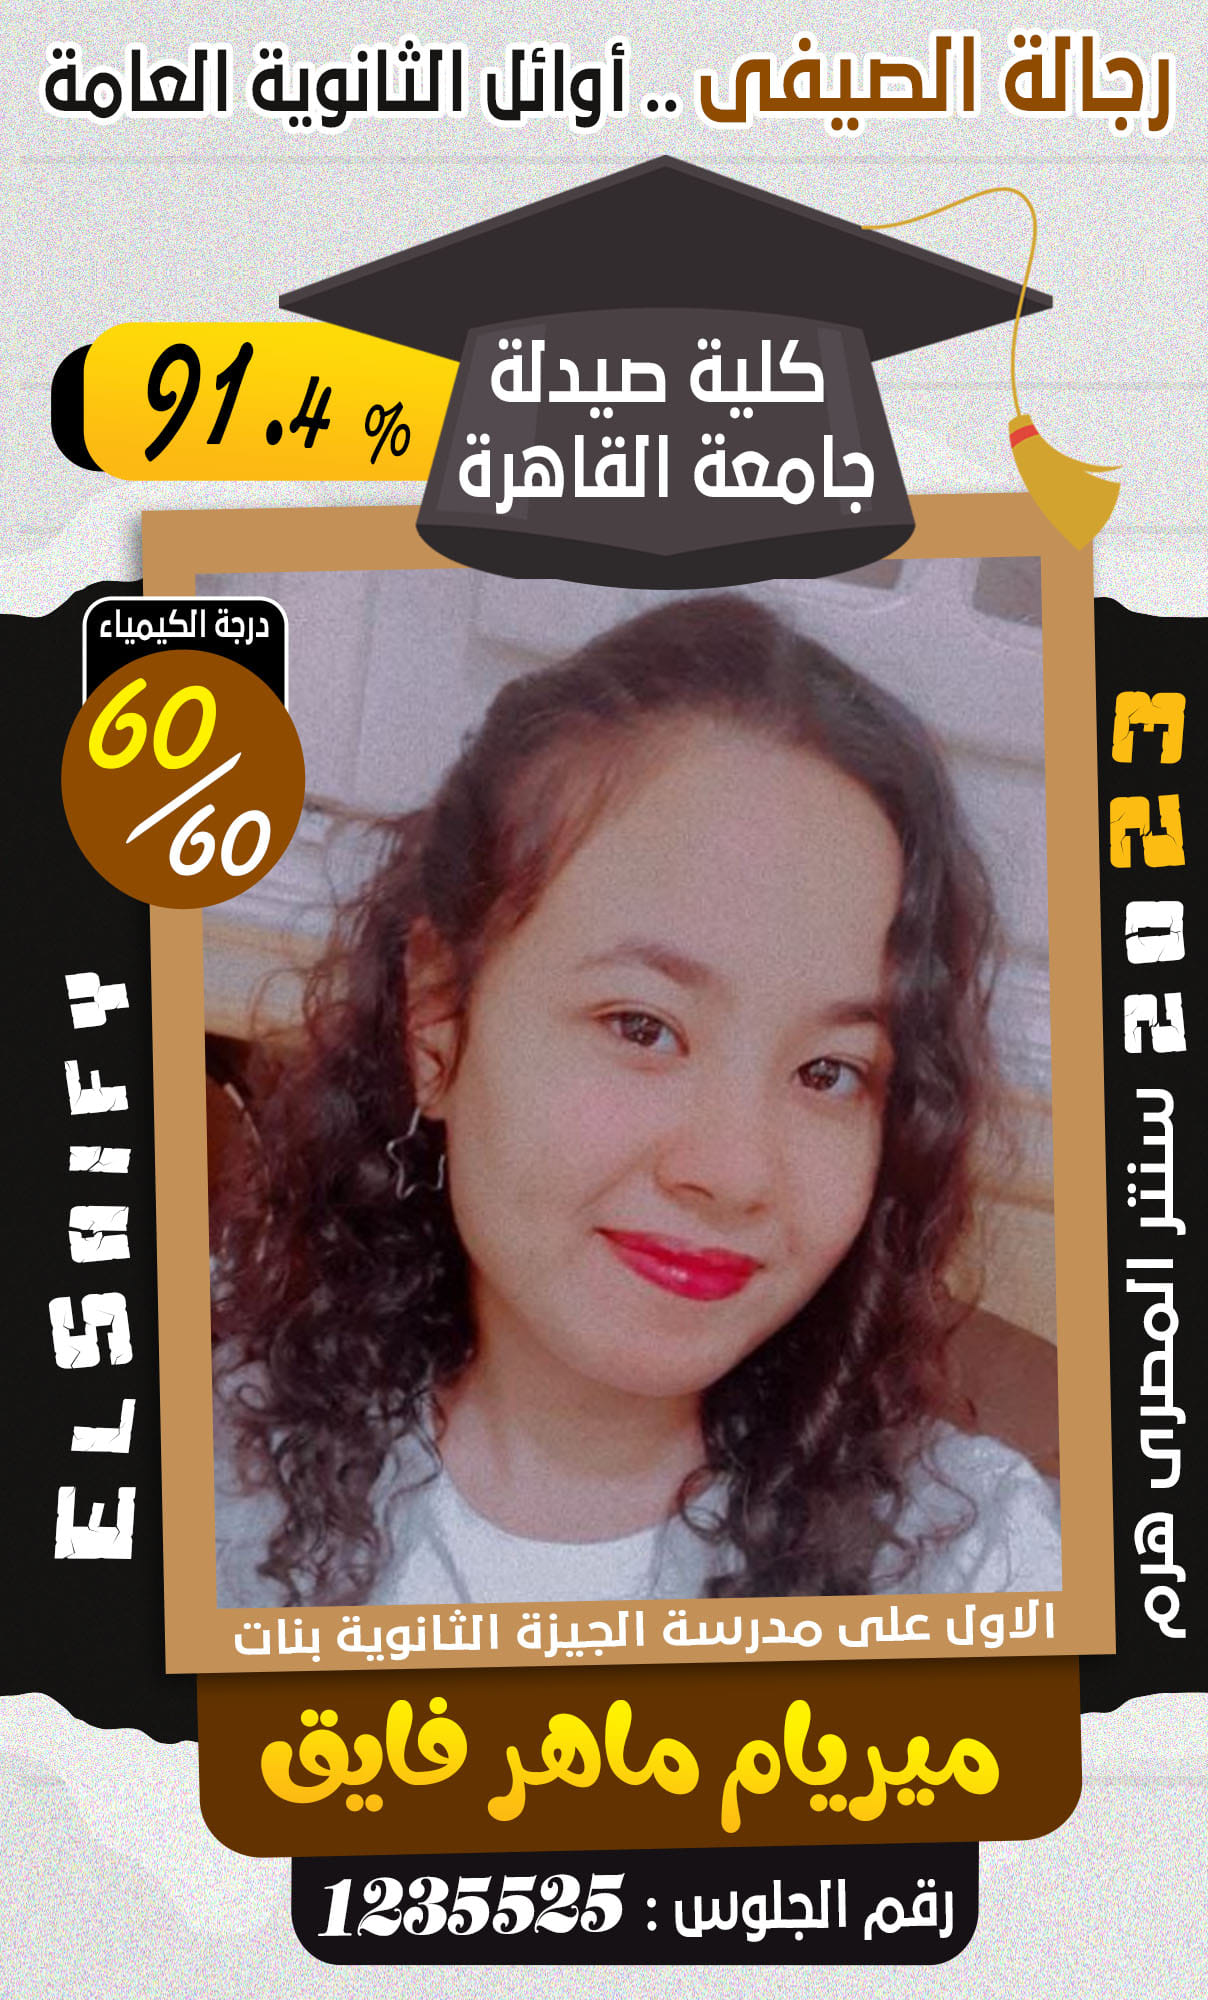 رجالة الصيفى .. أوائل الثانوية العامة
كلية صيدلة
جامعة القاهرة
91.4 %
درجة الكيمياء
60/60
ELSAIFY
2023
سنتر المصرى هرم
الاول على مدرسة الجيزة الثانوية بنات
ميريام ماهر فايق
رقم الجلوس : 1235525